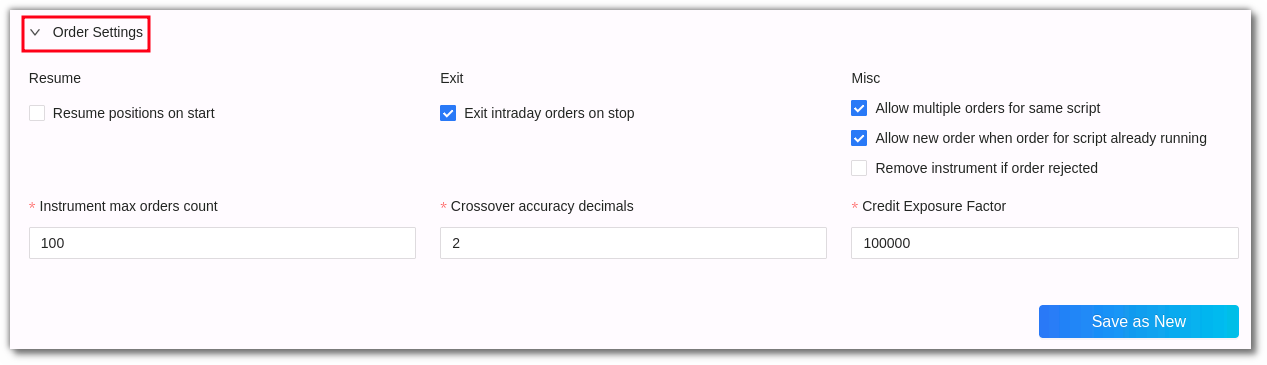 Order Settings
Resume
Exit
Misc
Resume positions on start
Exit intraday orders on stop
Allow multiple orders for same script
Allow new order when order for script already running
Remove instrument if order rejected
* Instrument max orders count
* Crossover accuracy decimals
* Credit Exposure Factor
100
2
100000
Save as New